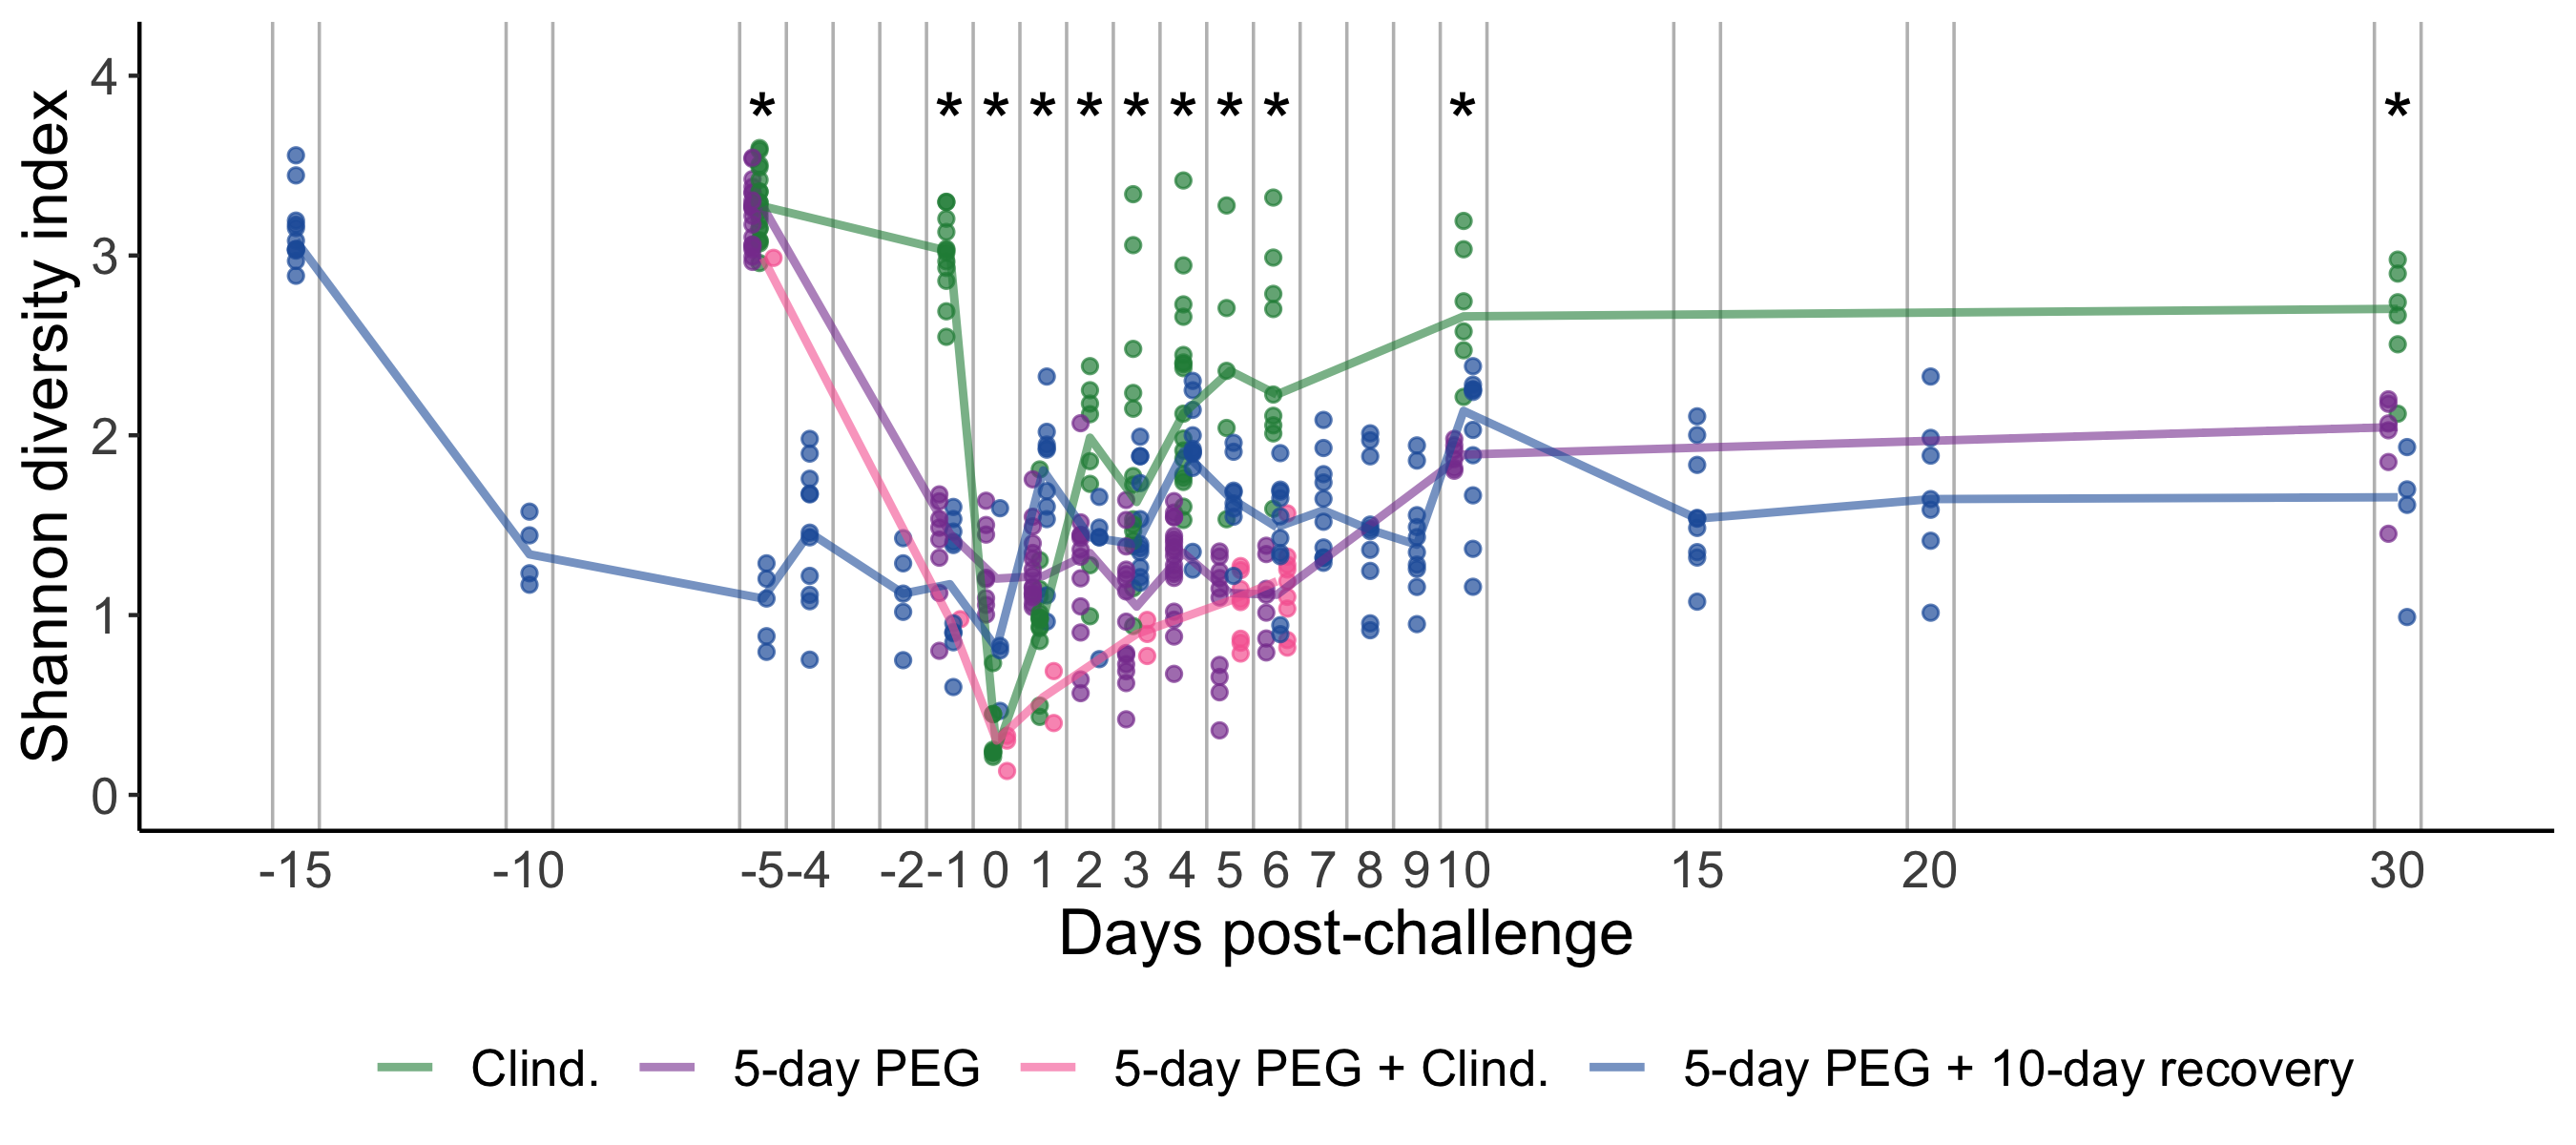 Shannon diversity index
4
3
2
1
0
* * * * * * * * * * *
-15 -10 -5 -4 -2 -1 0 1 2 3 4 5 6 7 8 9 10 15 20 30
Days post-challenge
Clind. 5-day PEG 5-day PEG + Clind. 5-day PEG + 10-day recovery